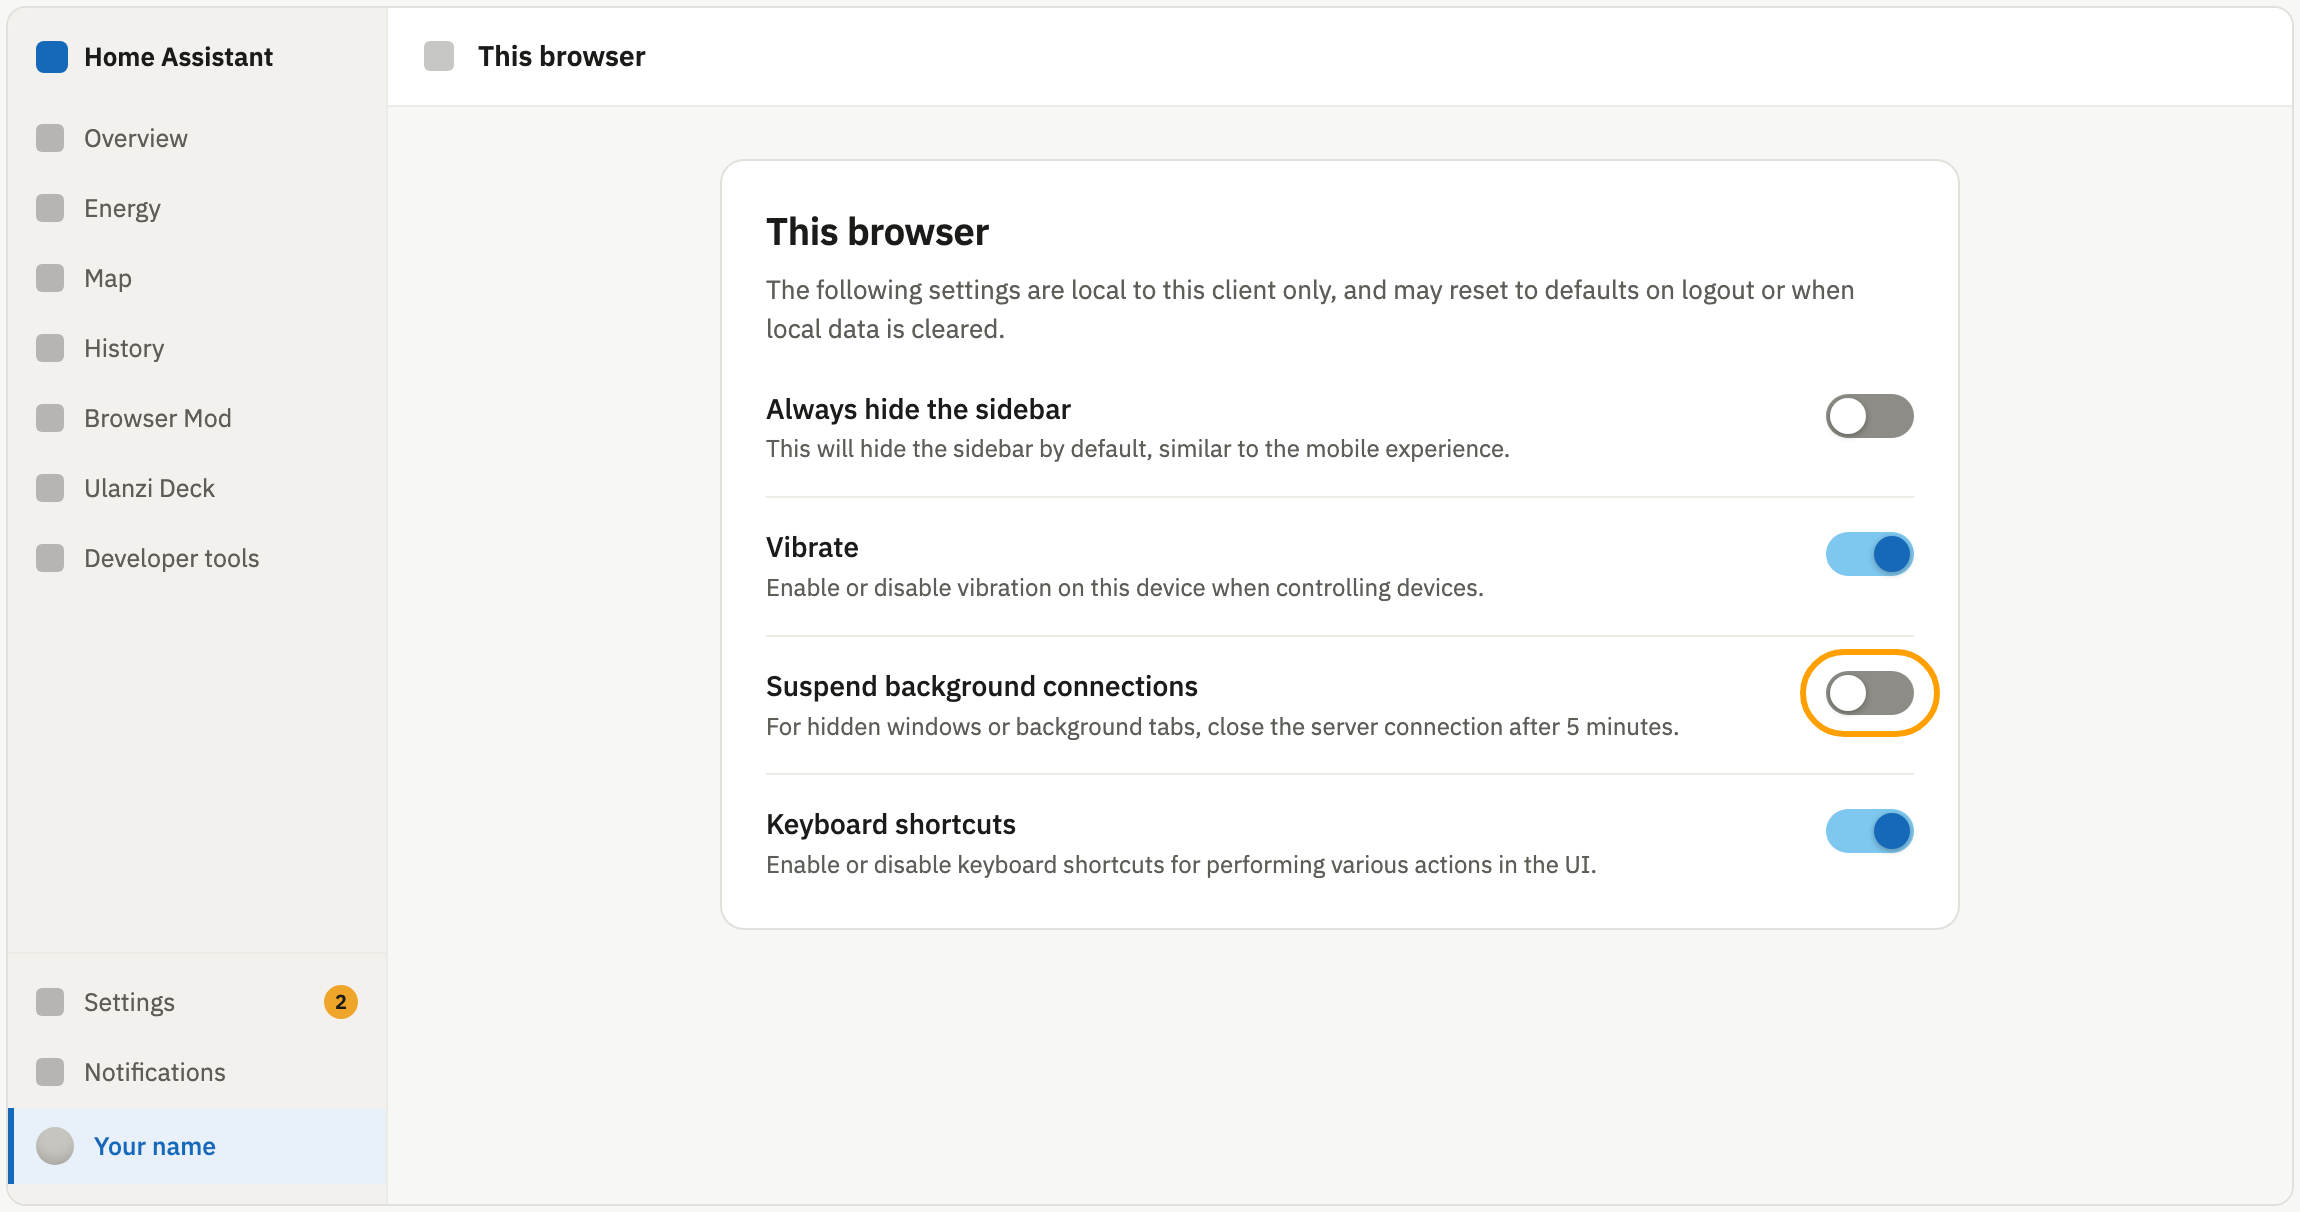 Home Assistant
Overview
Energy
Map
History
Browser Mod
Ulanzi Deck
Developer tools
Settings
2
Notifications
Your name
This browser
This browser
The following settings are local to this client only, and may reset to defaults on logout or when
local data is cleared.
Always hide the sidebar
This will hide the sidebar by default, similar to the mobile experience.
Vibrate
Enable or disable vibration on this device when controlling devices.
Suspend background connections
For hidden windows or background tabs, close the server connection after 5 minutes.
Keyboard shortcuts
Enable or disable keyboard shortcuts for performing various actions in the UI.